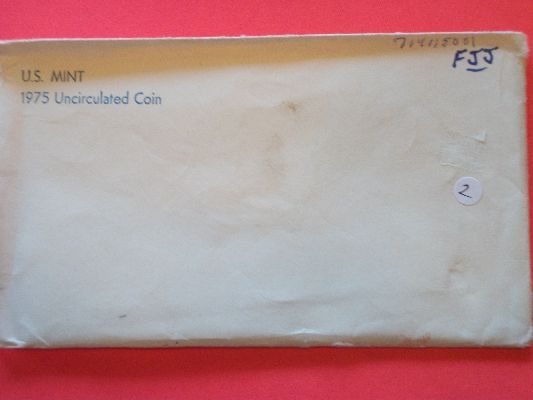 FJJ
U.S. MINT
1975 Uncirculated Coin
2